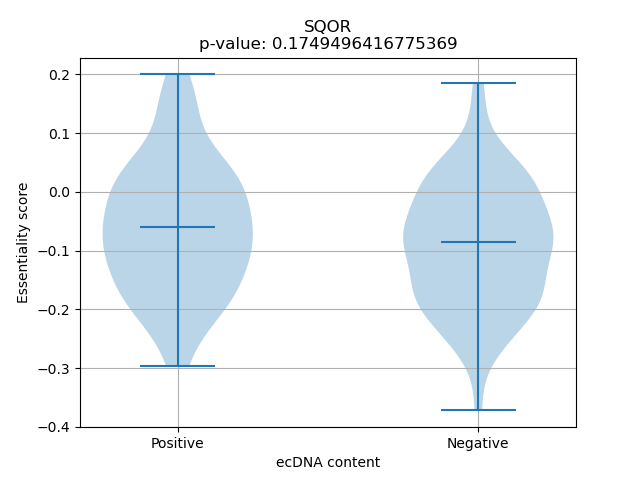 SQOR
p-value: 0.1749496416775369
0.2
0.1
0.0
−0.1
−0.2
−0.3
−0.4
Essentiality score
Positive
Negative
ecDNA content